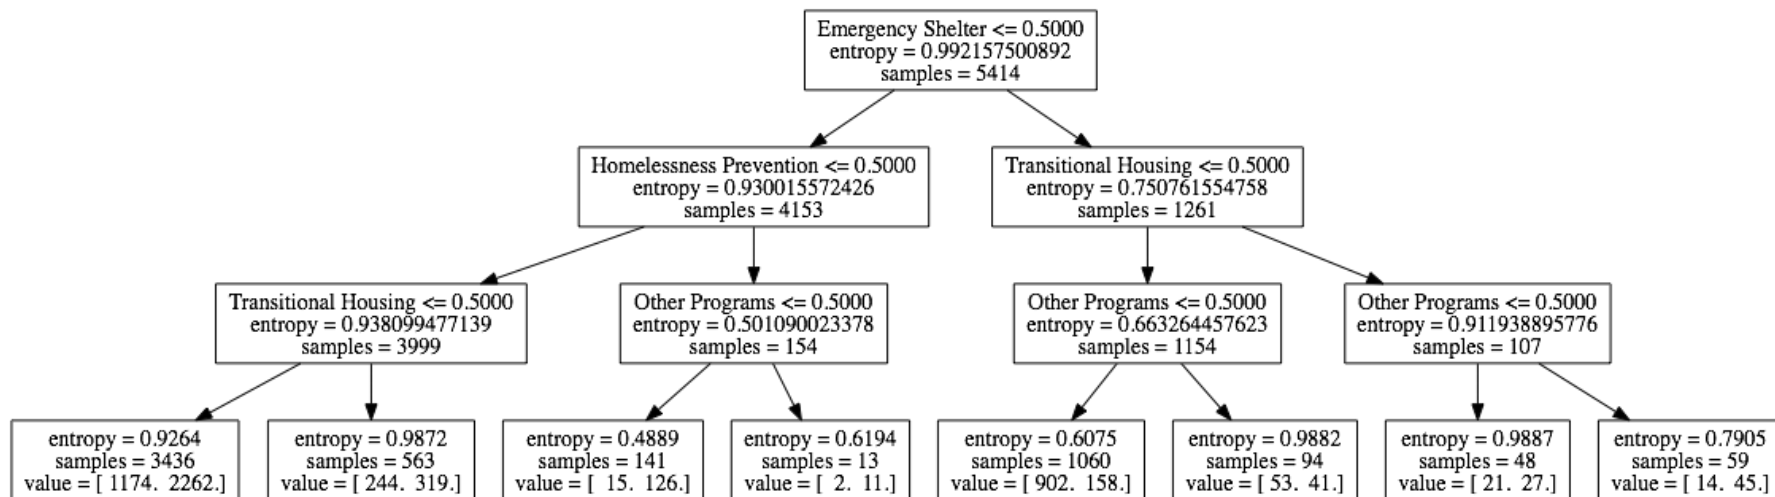 Emergency Shelter <= 0.5000
entropy = 0.992157500892
samples = 5414
Homelessness Prevention <= 0.5000
entropy = 0.930015572426
samples = 4153
Transitional Housing <= 0.5000
entropy = 0.750761554758
samples = 1261
Transitional Housing <= 0.5000
entropy = 0.938099477139
samples = 3999
Other Programs <= 0.5000
entropy = 0.501090023378
samples = 154
Other Programs <= 0.5000
entropy = 0.663264457623
samples = 1154
Other Programs <= 0.5000
entropy = 0.911938895776
samples = 107
entropy = 0.9264
samples = 3436
value = [ 1174. 2262.]
entropy = 0.9872
samples = 563
value = [ 244. 319.]
entropy = 0.4889
samples = 141
value = [ 15. 126.]
entropy = 0.6194
samples = 13
value = [ 2. 11.]
entropy = 0.6075
samples = 1060
value = [ 902. 158.]
entropy = 0.9882
samples = 94
value = [ 53. 41.]
entropy = 0.9887
samples = 48
value = [ 21. 27.]
entropy = 0.7905
samples = 59
value = [ 14. 45.]